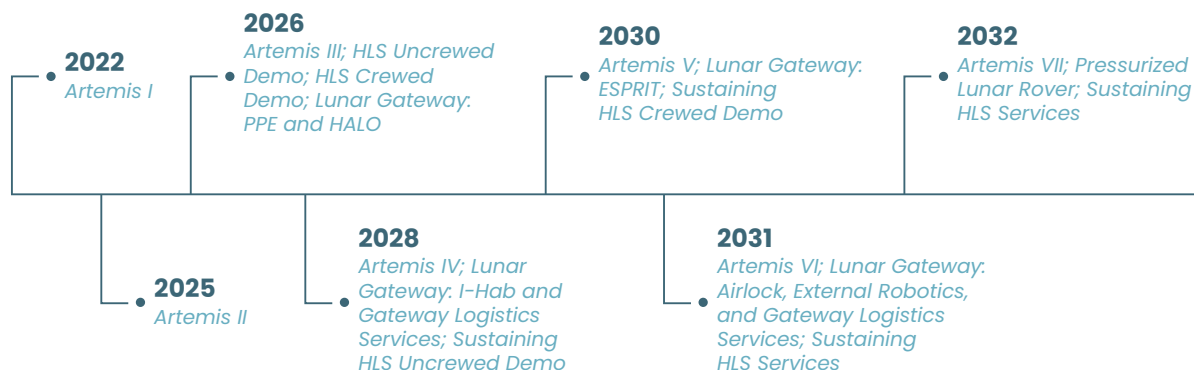 2022
Artemis I
2026
Artemis III; HLS Uncrewed
Demo; HLS Crewed
Demo; Lunar Gateway:
PPE and HALO
2030
Artemis V; Lunar Gateway:
ESPRIT; Sustaining
HLS Crewed Demo
2032
Artemis VII; Pressurized
Lunar Rover; Sustaining
HLS Services
2025
Artemis II
2028
Artemis IV; Lunar
Gateway: I-Hab and
Gateway Logistics
Services; Sustaining
HLS Uncrewed Demo
2031
Artemis VI; Lunar Gateway:
Airlock, External Robotics,
and Gateway Logistics
Services; Sustaining
HLS Services